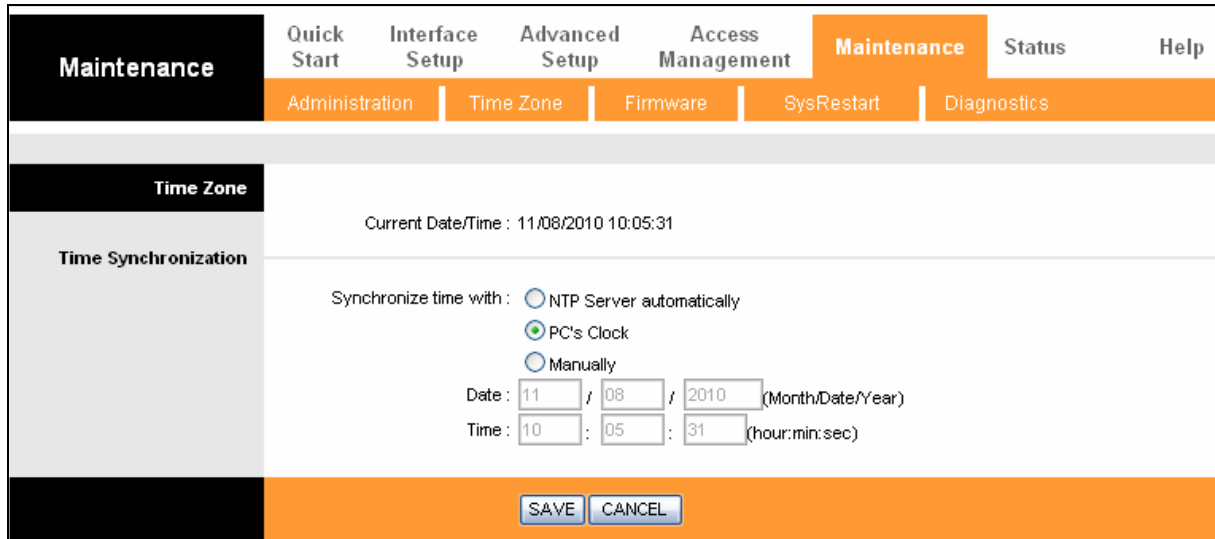 Maintenance
Quick Start
Interface Setup
Advanced Setup
Access Management
Maintenance
Status
Help
Administration
Time Zone
Firmware
SysRestart
Diagnostics
Time Zone
Current Date/Time : 11/08/2010 10:05:31
Time Synchronization
Synchronize time with : NTP Server automatically
PC's Clock
Manually
Date : 11 / 08 / 2010 (Month/Date/Year)
Time : 10 : 05 : 31 (hour:min:sec)
SAVE CANCEL